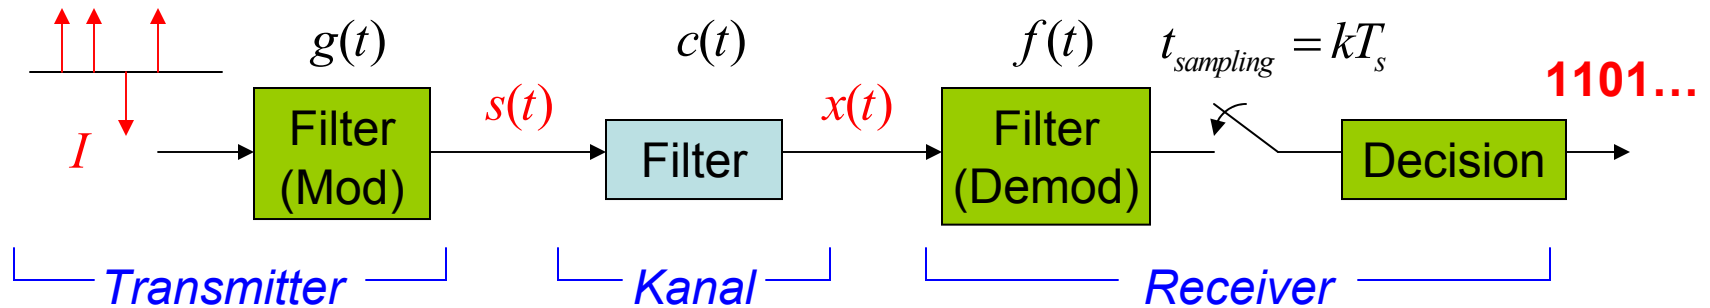 g(t)
c(t)
f(t)
t_sampling = kT_s
I
Filter
(Mod)
s(t)
Filter
x(t)
Filter
(Demod)
Decision
1101…
Transmitter
Kanal
Receiver